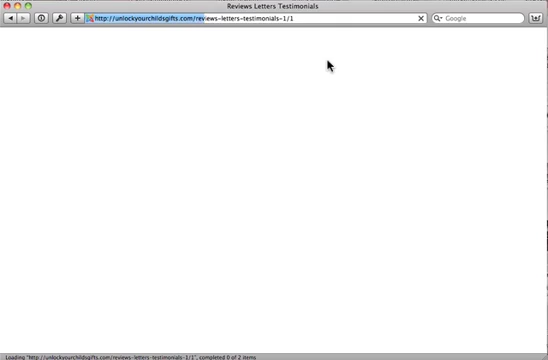 Reviews Letters Testimonials
http://unlockyourchildsgifts.com/reviews-letters-testimonials-1/1
Google
Loading "http://unlockyourchildsgifts.com/reviews-letters-testimonials-1/1", completed 0 of 2 items